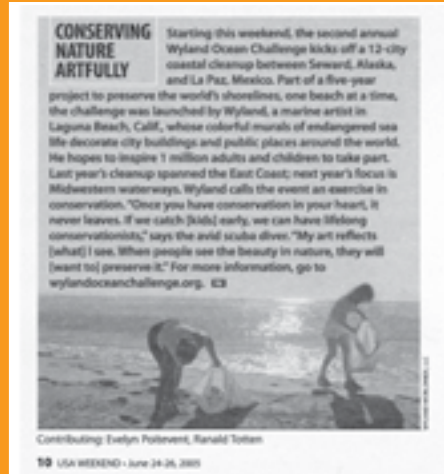 CONSERVING
NATURE
ARTFULLY
Starting this weekend, the second annual
Wyland Ocean Challenge kicks off a 12-city
coastal cleanup between Seward, Alaska,
and La Paz, Mexico. Part of a five-year
project to preserve the world's shorelines, one beach at a time,
the challenge was launched by Wyland, a marine artist in
Laguna Beach, Calif., whose colorful murals of endangered sea
life decorate city buildings and public places around the world.
He hopes to inspire 1 million adults and children to take part.
Last year's cleanup spanned the East Coast; next year's focus is
Midwestern waterways. Wyland calls the event an exercise in
conservation. "Once you have conservation in your heart, it
never leaves. If we catch [kids] early, we can have lifelong
conservationists," says the avid scuba diver. "My art reflects
[what] I see. When people see the beauty in nature, they will
[want to] preserve it." For more information, go to
wylandoceanchallenge.org.
Contributing: Evelyn Poitevent, Ranald Totten
10 USA WEEKEND • June 24-26, 2005